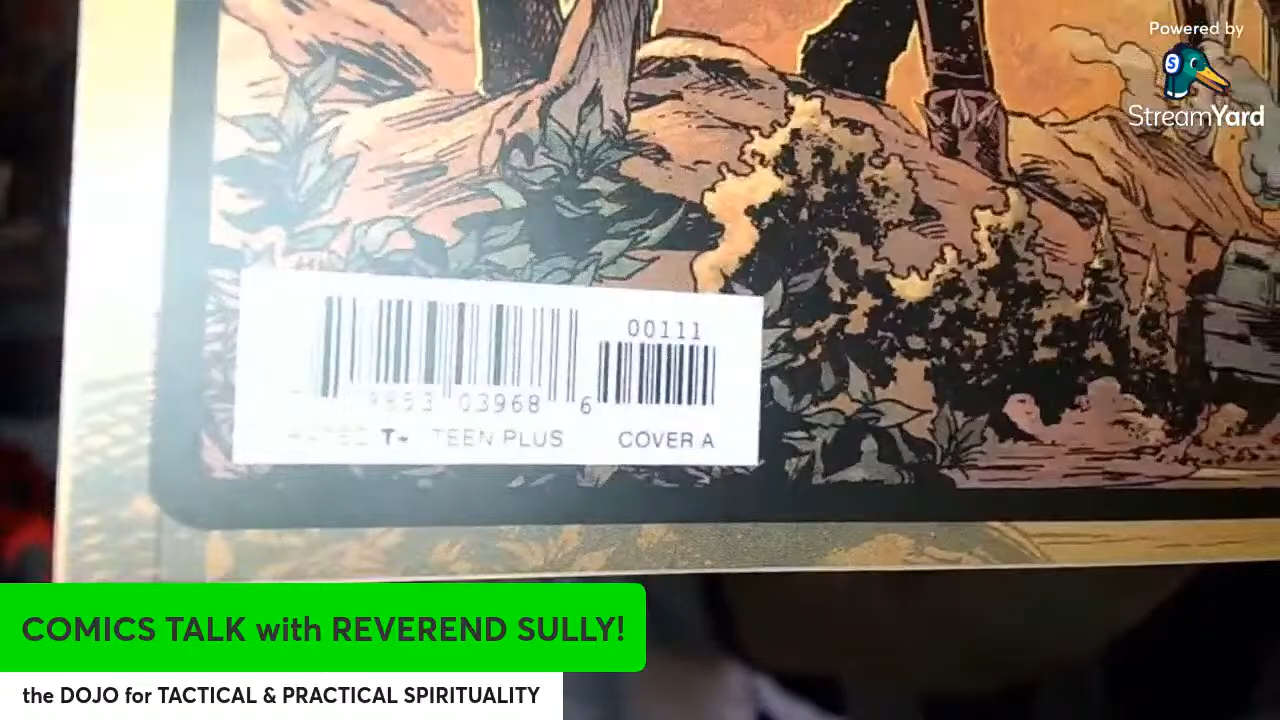 Powered by
StreamYard
00111
03968 6
TEEN PLUS COVER A
COMICS TALK with REVEREND SULLY!
the DOJO for TACTICAL & PRACTICAL SPIRITUALITY